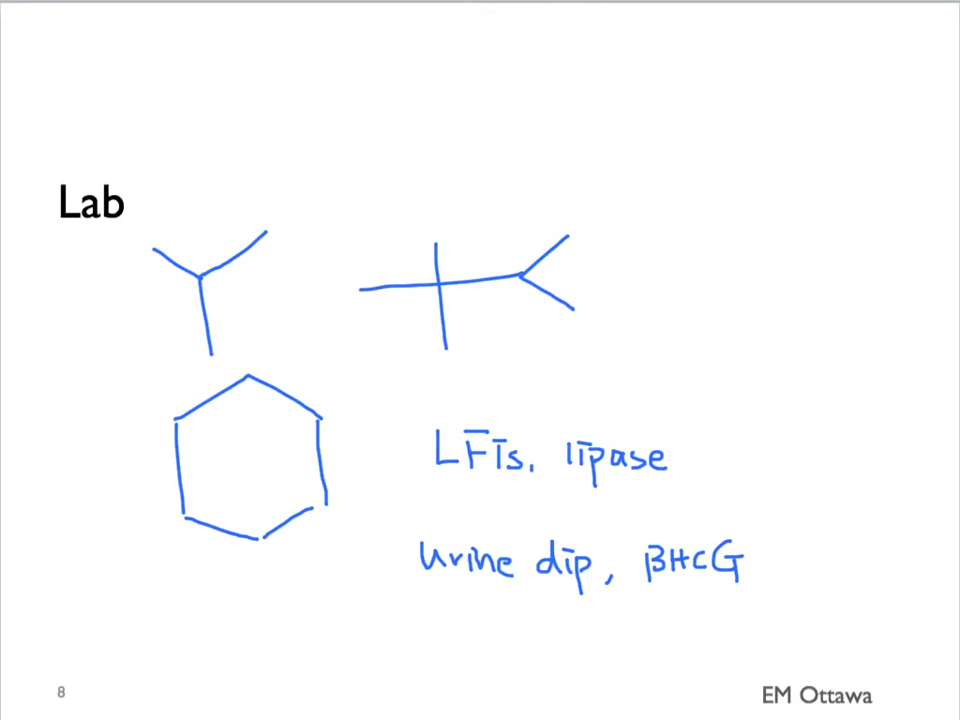 Lab
LFTs, lipase
urine dip, βHCG
8
EM Ottawa